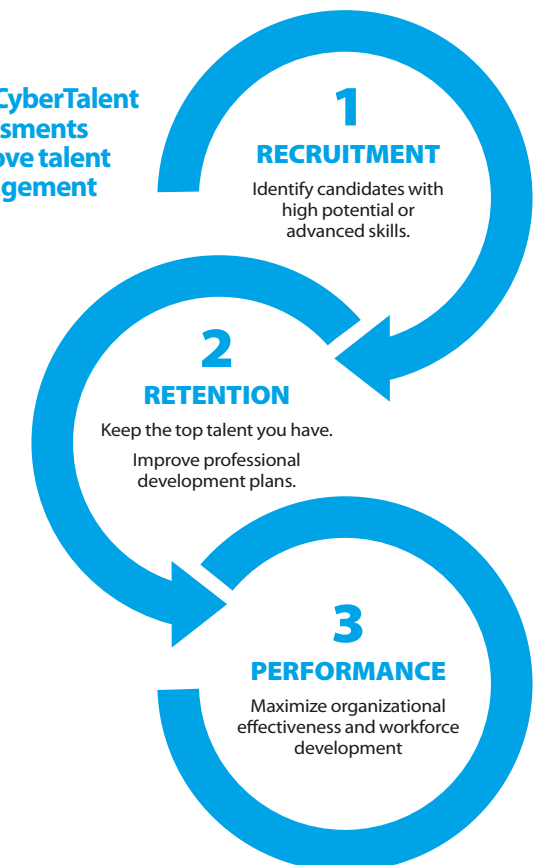 CyberTalent
sments
ove talent
gement
1
RECRUITMENT
Identify candidates with
high potential or
advanced skills.
2
RETENTION
Keep the top talent you have.
Improve professional
development plans.
3
PERFORMANCE
Maximize organizational
effectiveness and workforce
development